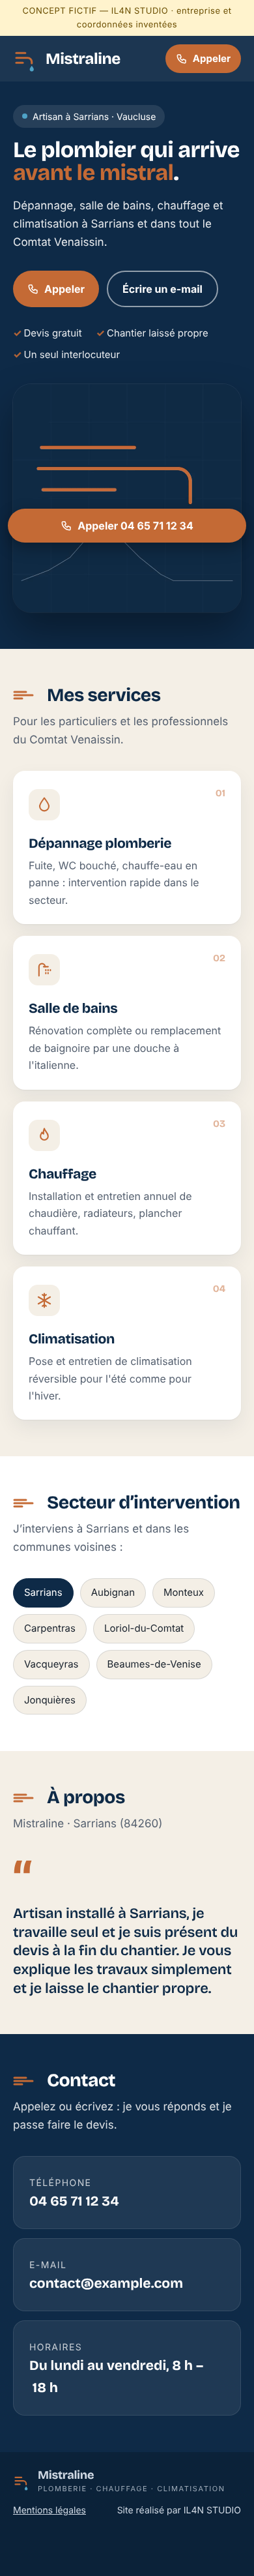 CONCEPT FICTIF — IL4N STUDIO · entreprise et
coordonnées inventées
Mistraline
Appeler
Artisan à Sarrians · Vaucluse
Le plombier qui arrive
avant le mistral.
Dépannage, salle de bains, chauffage et
climatisation à Sarrians et dans tout le
Comtat Venaissin.
Appeler
Écrire un e-mail
✓ Devis gratuit
✓ Chantier laissé propre
✓ Un seul interlocuteur
Appeler 04 65 71 12 34
Mes services
Pour les particuliers et les professionnels
du Comtat Venaissin.
01
Dépannage plomberie
Fuite, WC bouché, chauffe-eau en
panne : intervention rapide dans le
secteur.
02
Salle de bains
Rénovation complète ou remplacement
de baignoire par une douche à
l'italienne.
03
Chauffage
Installation et entretien annuel de
chaudière, radiateurs, plancher
chauffant.
04
Climatisation
Pose et entretien de climatisation
réversible pour l'été comme pour
l'hiver.
Secteur d'intervention
J'interviens à Sarrians et dans les
communes voisines :
Sarrians
Aubignan
Monteux
Carpentras
Loriol-du-Comtat
Vacqueyras
Beaumes-de-Venise
Jonquières
À propos
Mistraline · Sarrians (84260)
“
Artisan installé à Sarrians, je
travaille seul et je suis présent du
devis à la fin du chantier. Je vous
explique les travaux simplement
et je laisse le chantier propre.
Contact
Appelez ou écrivez : je vous réponds et je
passe faire le devis.
TÉLÉPHONE
04 65 71 12 34
E-MAIL
contact@example.com
HORAIRES
Du lundi au vendredi, 8 h –
18 h
Mistraline
PLOMBERIE · CHAUFFAGE · CLIMATISATION
Mentions légales
Site réalisé par IL4N STUDIO